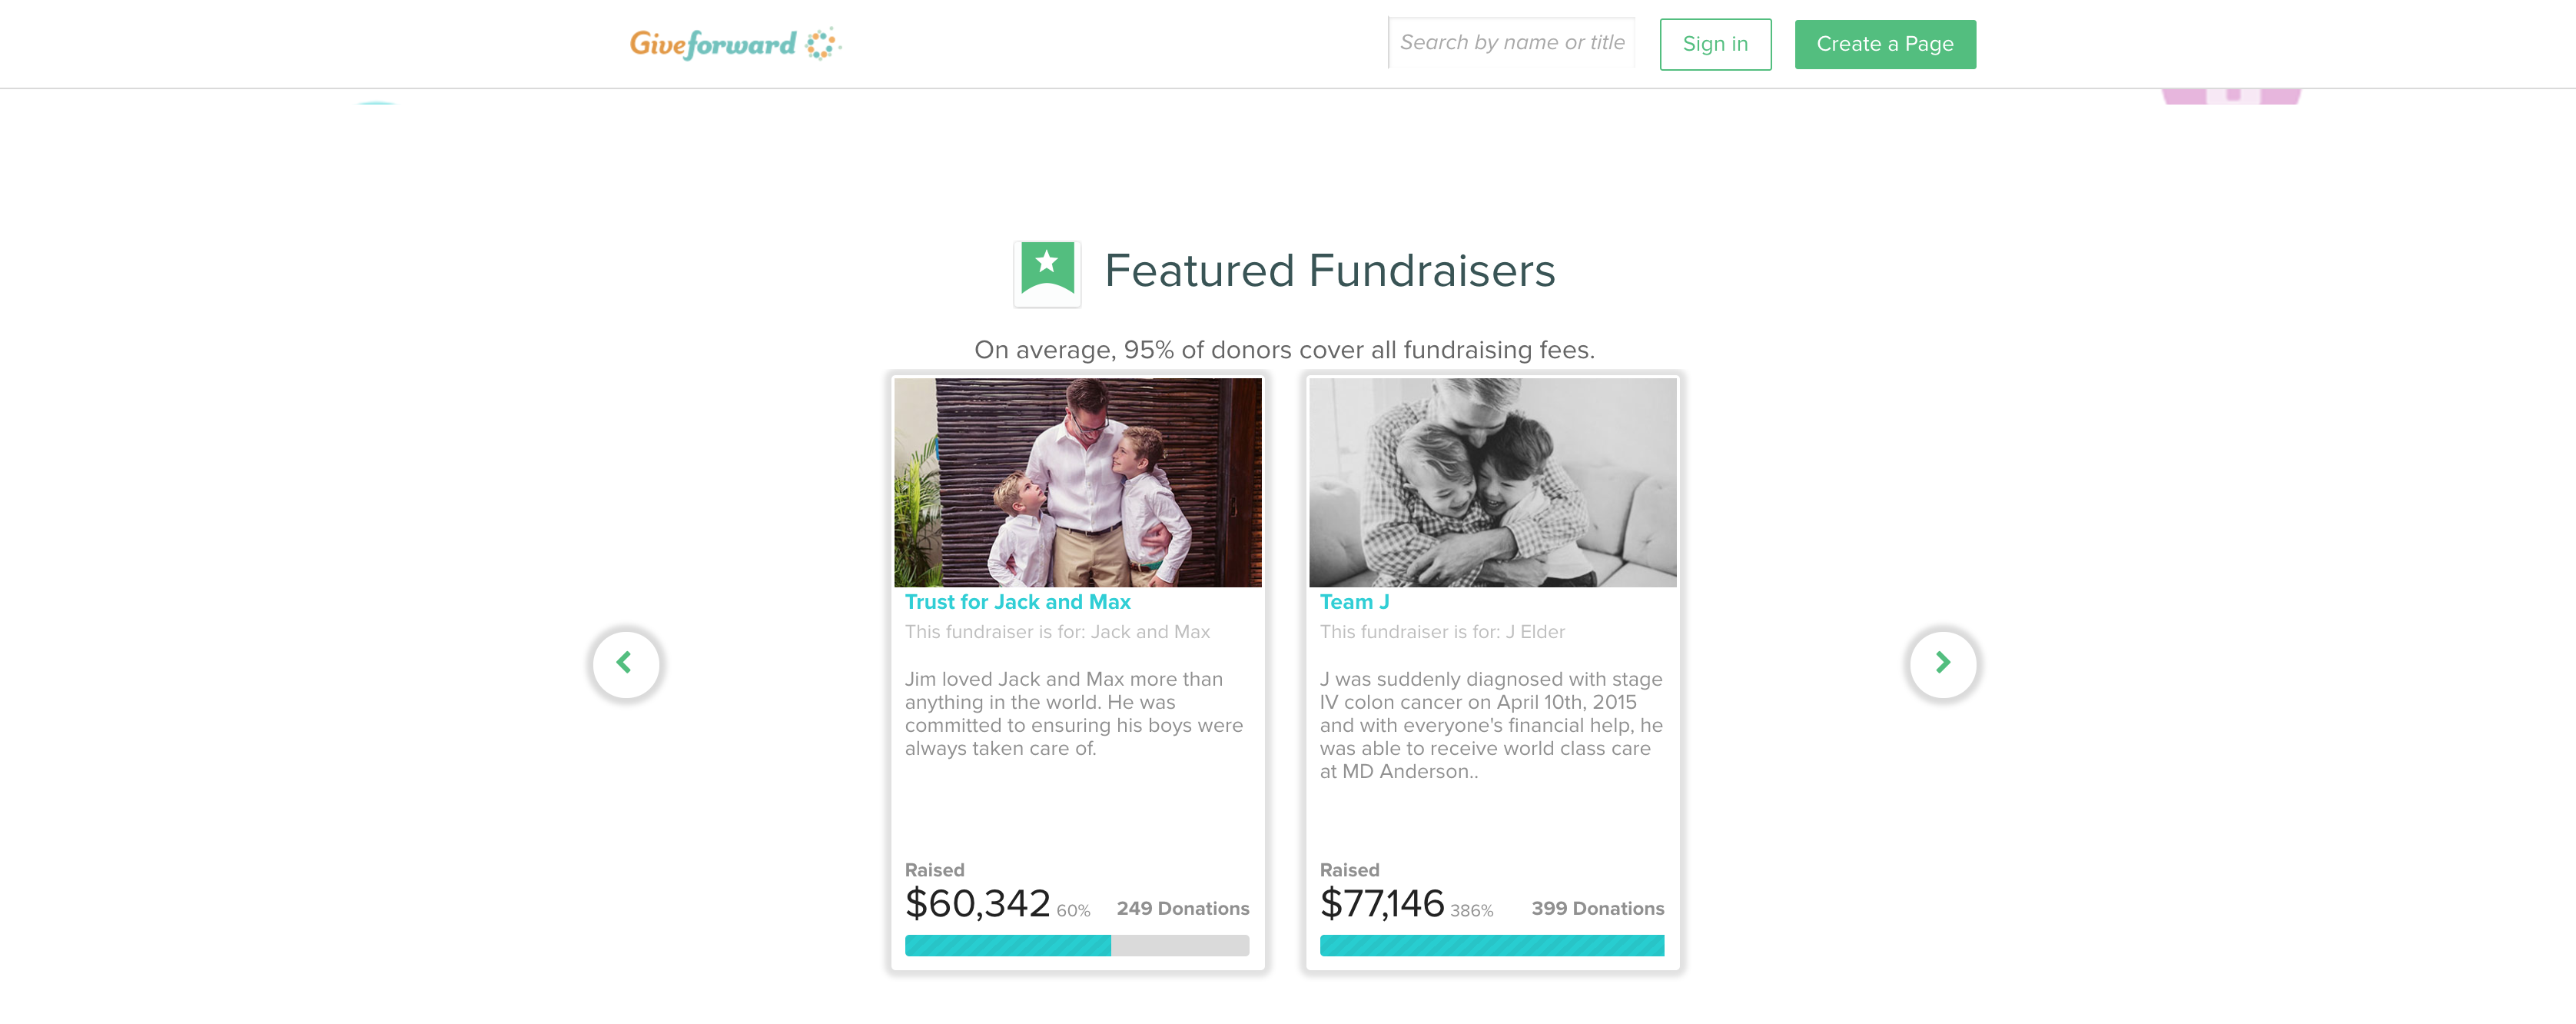 Giveforward
Search by name or title
Sign in
Create a Page
Featured Fundraisers
On average, 95% of donors cover all fundraising fees.
Trust for Jack and Max
This fundraiser is for: Jack and Max
Jim loved Jack and Max more than
anything in the world. He was
committed to ensuring his boys were
always taken care of.
Raised
$60,342 60% 249 Donations
Team J
This fundraiser is for: J Elder
J was suddenly diagnosed with stage
IV colon cancer on April 10th, 2015
and with everyone's financial help, he
was able to receive world class care
at MD Anderson..
Raised
$77,146 386% 399 Donations